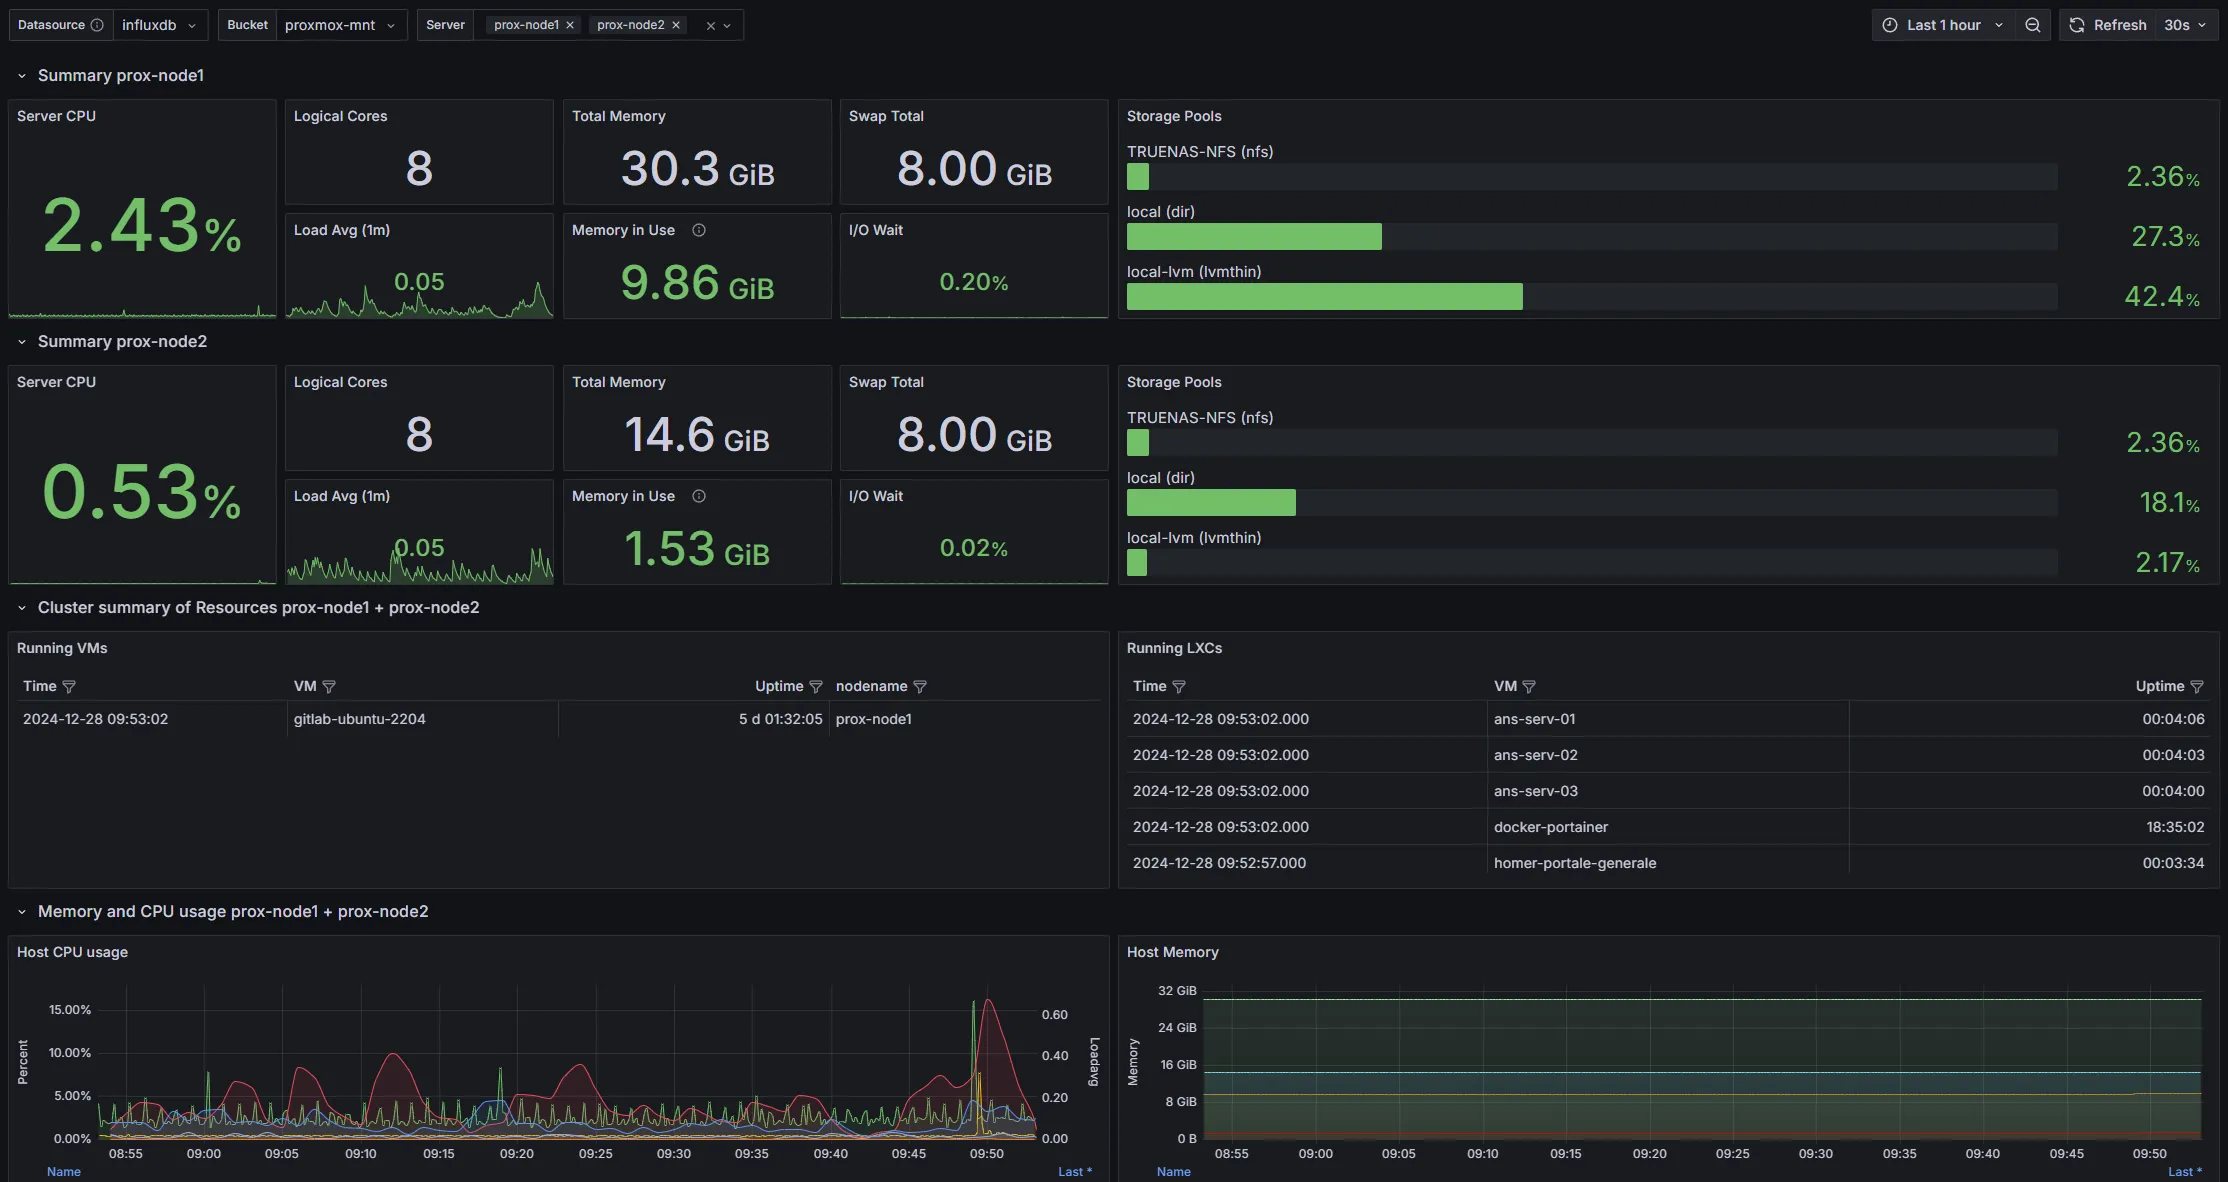 Datasource influxdb Bucket proxmox-mnt Server prox-node1 prox-node2 Last 1 hour Refresh 30s
Summary prox-node1
Server CPU
2.43%
Logical Cores
8
Total Memory
30.3 GiB
Swap Total
8.00 GiB
Load Avg (1m)
0.05
Memory in Use
9.86 GiB
I/O Wait
0.20%
Storage Pools
TRUENAS-NFS (nfs)
2.36%
local (dir)
27.3%
local-lvm (lvmthin)
42.4%
Summary prox-node2
Server CPU
0.53%
Logical Cores
8
Total Memory
14.6 GiB
Swap Total
8.00 GiB
Load Avg (1m)
0.05
Memory in Use
1.53 GiB
I/O Wait
0.02%
Storage Pools
TRUENAS-NFS (nfs)
2.36%
local (dir)
18.1%
local-lvm (lvmthin)
2.17%
Cluster summary of Resources prox-node1 + prox-node2
Running VMs
Time VM Uptime nodename
2024-12-28 09:53:02 gitlab-ubuntu-2204 5 d 01:32:05 prox-node1
Running LXCs
Time VM Uptime
2024-12-28 09:53:02.000 ans-serv-01 00:04:06
2024-12-28 09:53:02.000 ans-serv-02 00:04:03
2024-12-28 09:53:02.000 ans-serv-03 00:04:00
2024-12-28 09:53:02.000 docker-portainer 18:35:02
2024-12-28 09:52:57.000 homer-portale-generale 00:03:34
Memory and CPU usage prox-node1 + prox-node2
Host CPU usage
Percent
15.00%
10.00%
5.00%
0.00%
0.60
0.40
0.20
0.00
Loadavg
08:55 09:00 09:05 09:10 09:15 09:20 09:25 09:30 09:35 09:40 09:45 09:50
Name Last *
Host Memory
Memory
32 GiB
24 GiB
16 GiB
8 GiB
0 B
08:55 09:00 09:05 09:10 09:15 09:20 09:25 09:30 09:35 09:40 09:45 09:50
Name Last *